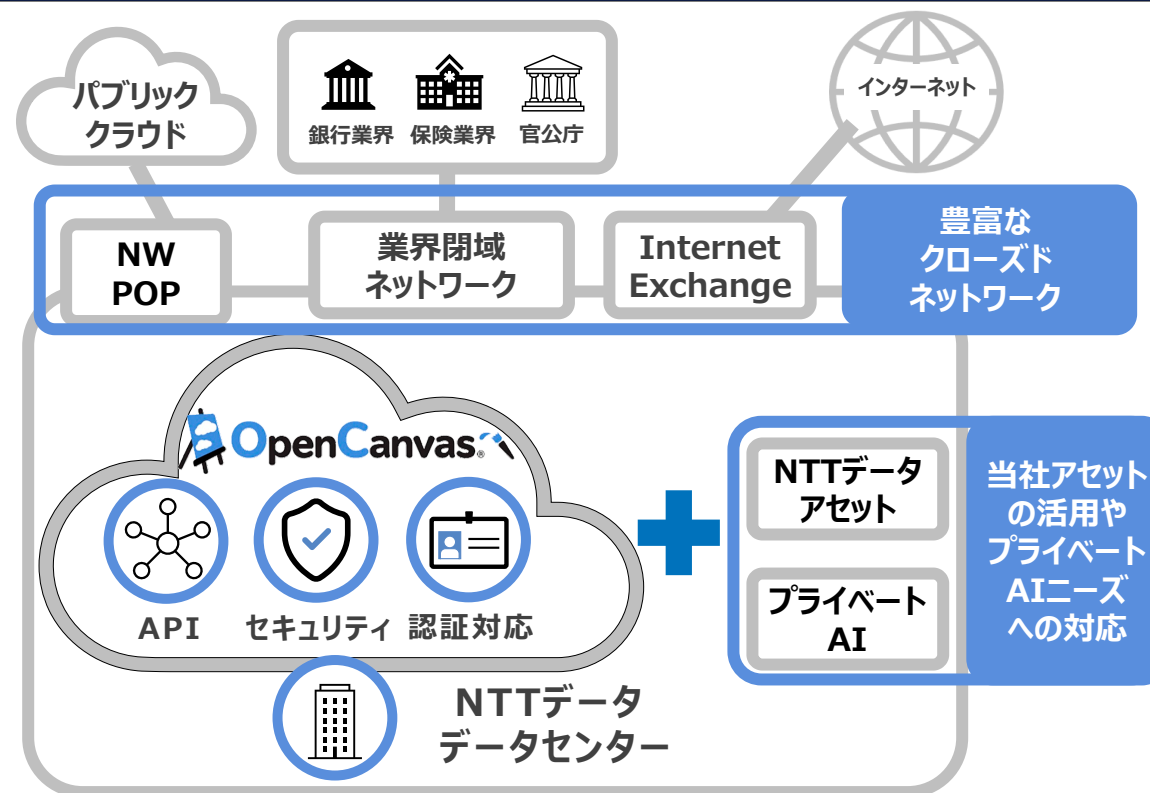 パブリック
クラウド
銀行業界
保険業界
官公庁
インターネット
NW
POP
業界閉域
ネットワーク
Internet
Exchange
豊富な
クローズド
ネットワーク
OpenCanvas®
API
セキュリティ
認証対応
NTTデータ
アセット
プライベート
AI
当社アセット
の活用や
プライベート
AIニーズ
への対応
NTTデータ
データセンター